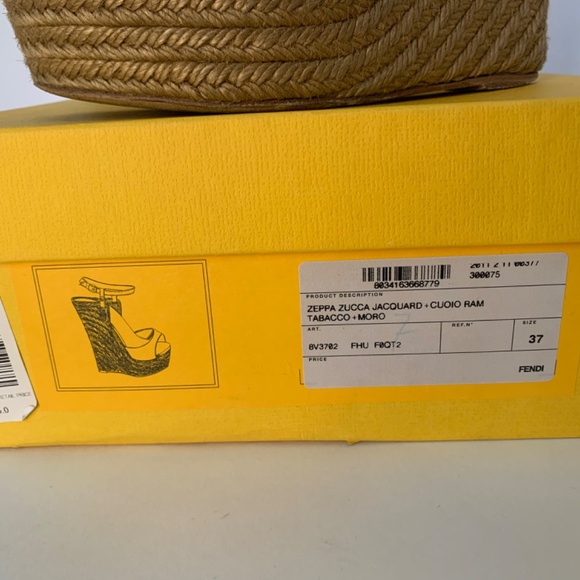 2011 2 11 00377
8034163668779
300075
PRODUCT DESCRIPTION
ZEPPA ZUCCA JACQUARD+CUOIO RAM
TABACCO+MORO
ART.
REF.N°
SIZE
8V3702 FHU F0QT2
37
PRICE
FENDI